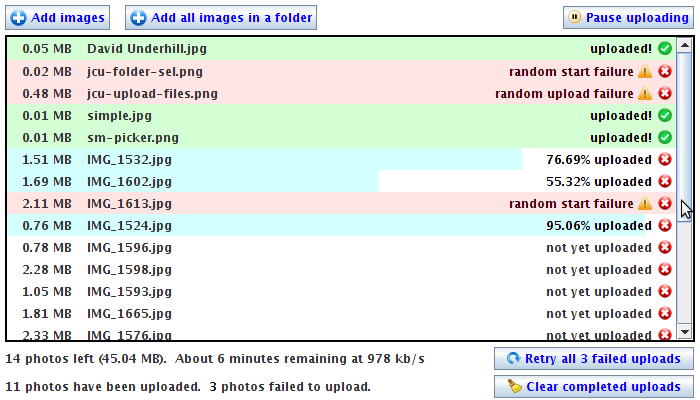 Add images Add all images in a folder Pause uploading
0.05 MB David Underhill.jpg uploaded!
0.02 MB jcu-folder-sel.png random start failure
0.48 MB jcu-upload-files.png random upload failure
0.01 MB simple.jpg uploaded!
0.01 MB sm-picker.png uploaded!
1.51 MB IMG_1532.jpg 76.69% uploaded
1.69 MB IMG_1602.jpg 55.32% uploaded
2.11 MB IMG_1613.jpg random start failure
0.76 MB IMG_1524.jpg 95.06% uploaded
0.78 MB IMG_1596.jpg not yet uploaded
2.28 MB IMG_1598.jpg not yet uploaded
1.05 MB IMG_1593.jpg not yet uploaded
1.81 MB IMG_1665.jpg not yet uploaded
2.33 MB IMG_1576.jpg not yet uploaded
14 photos left (45.04 MB). About 6 minutes remaining at 978 kb/s Retry all 3 failed uploads
11 photos have been uploaded. 3 photos failed to upload. Clear completed uploads